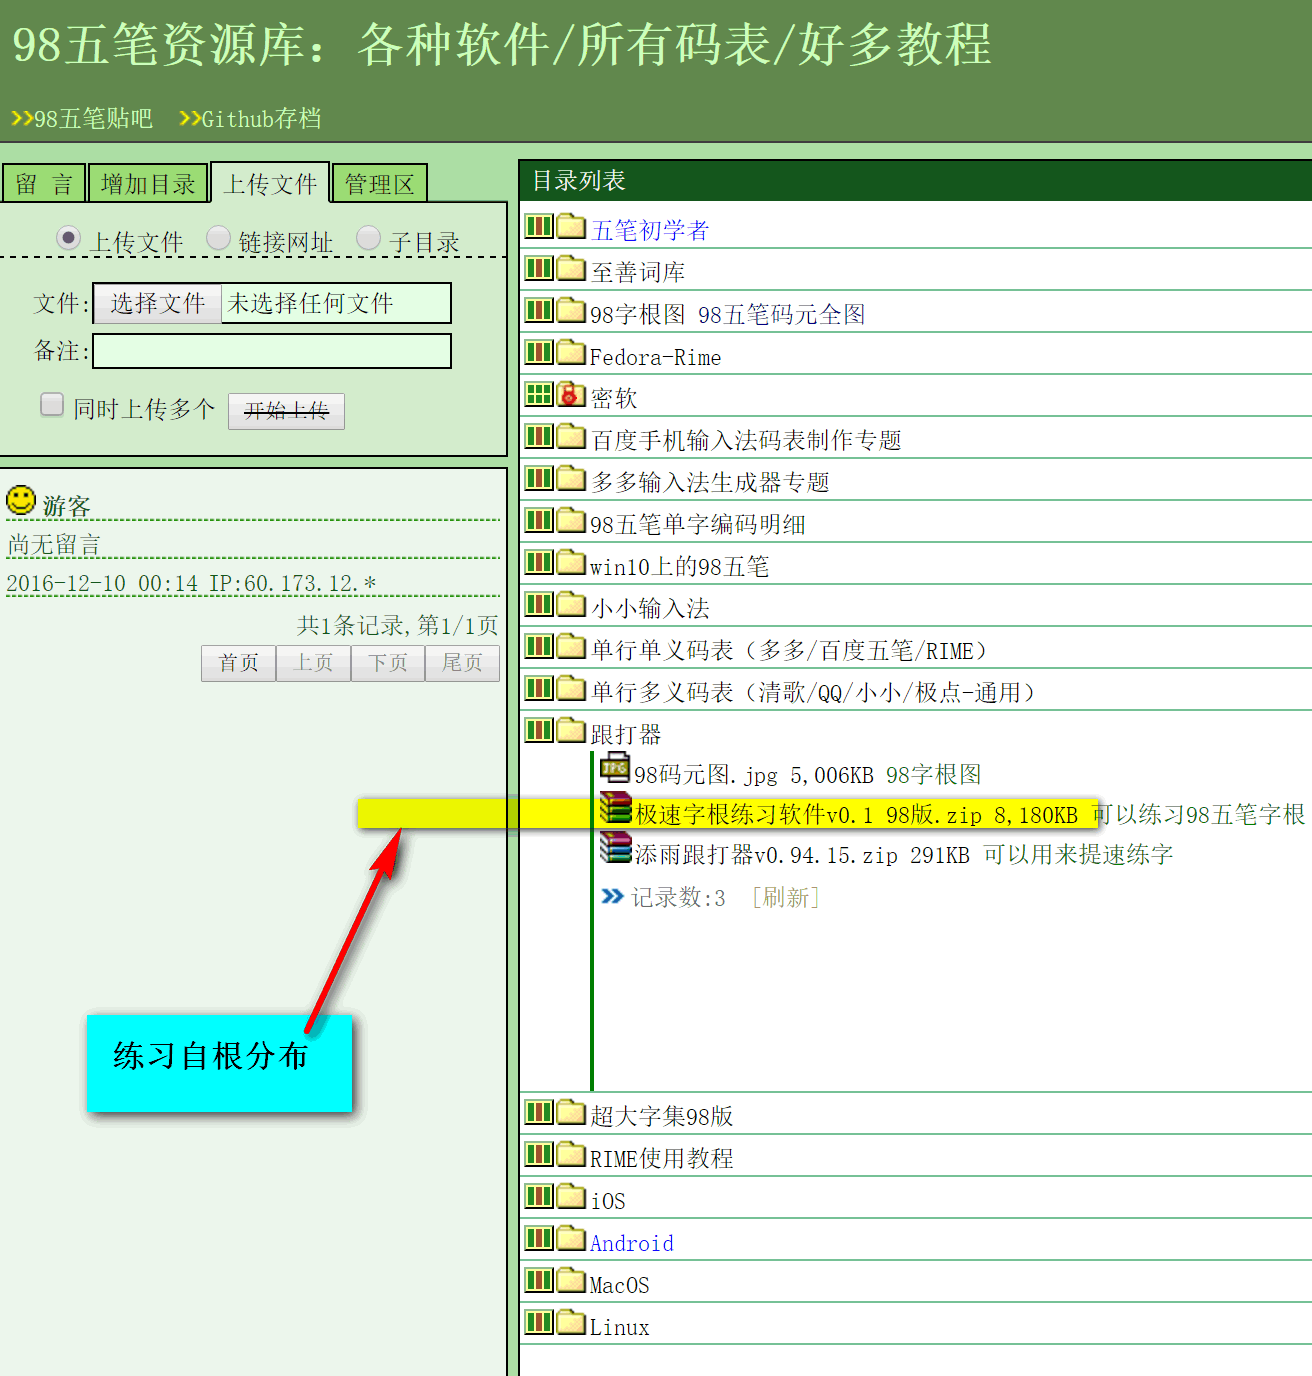 98五笔资源库：各种软件/所有码表/好多教程
>>98五笔贴吧 >>Github存档
留 言 增加目录 上传文件 管理区
上传文件 链接网址 子目录
文件: 选择文件 未选择任何文件
备注:
同时上传多个 开始上传
游客
尚无留言
2016-12-10 00:14 IP:60.173.12.*
共1条记录,第1/1页
首页 上页 下页 尾页
练习自根分布
目录列表
五笔初学者
至善词库
98字根图 98五笔码元全图
Fedora-Rime
密软
百度手机输入法码表制作专题
多多输入法生成器专题
98五笔单字编码明细
win10上的98五笔
小小输入法
单行单义码表（多多/百度五笔/RIME）
单行多义码表（清歌/QQ/小小/极点-通用）
跟打器
JPG 98码元图.jpg 5,006KB 98字根图
极速字根练习软件v0.1 98版.zip 8,180KB 可以练习98五笔字根
添雨跟打器v0.94.15.zip 291KB 可以用来提速练字
记录数:3 [刷新]
超大字集98版
RIME使用教程
iOS
Android
MacOS
Linux